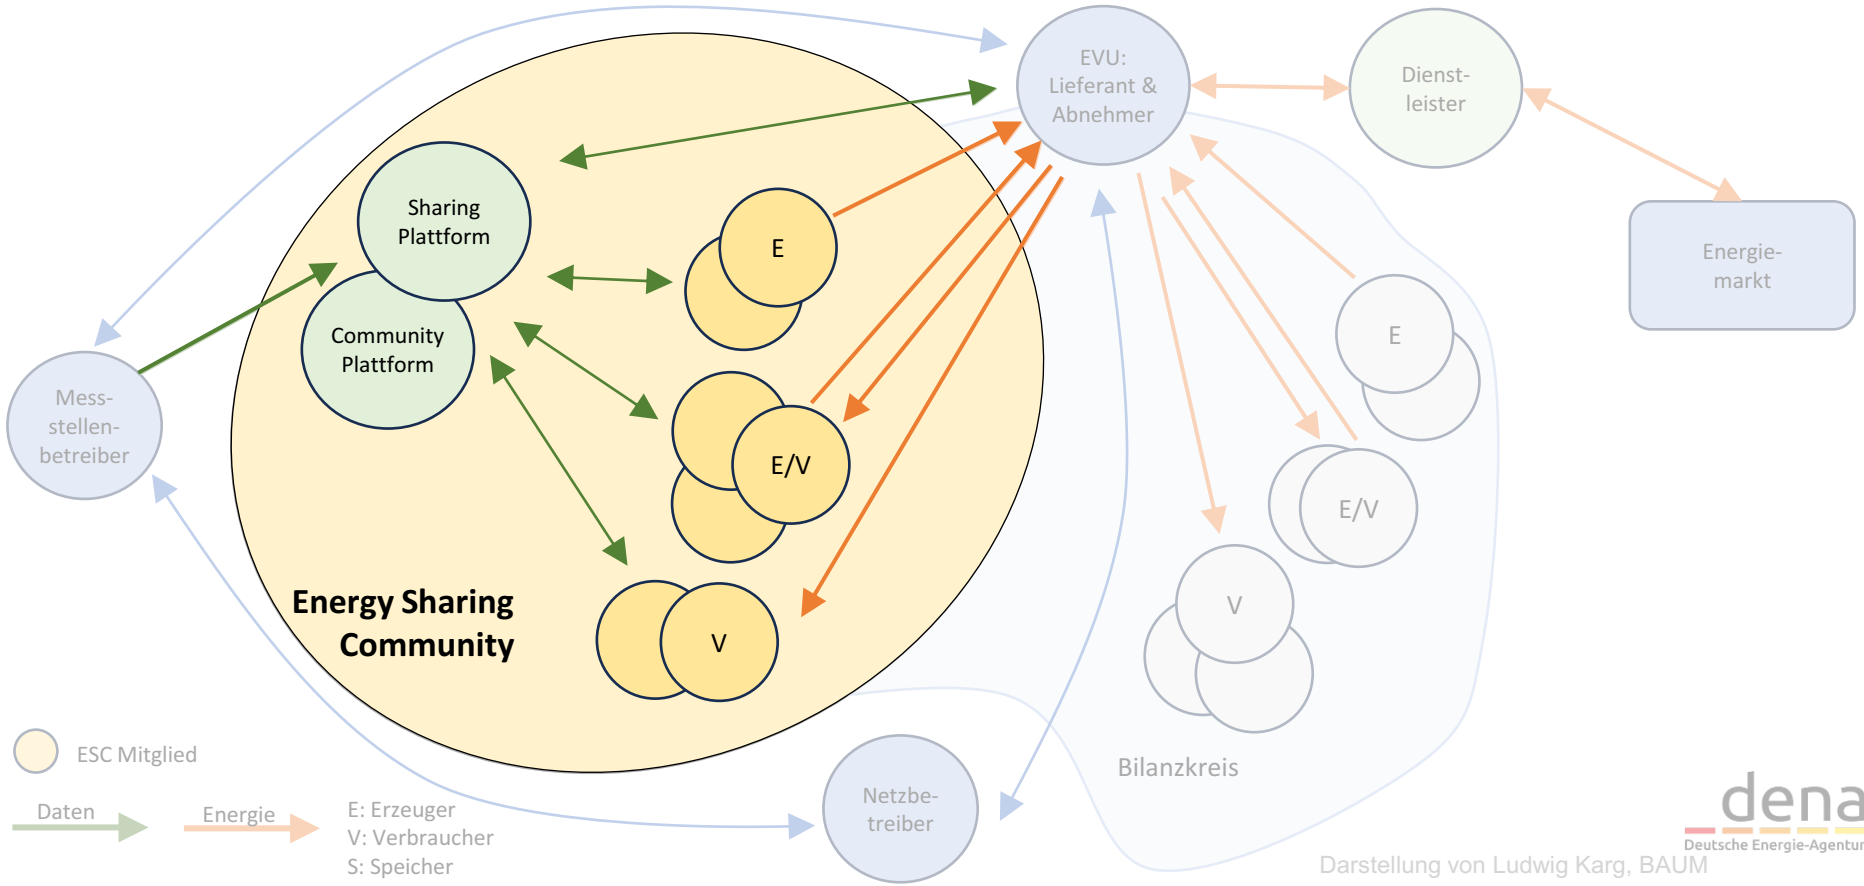 EVU:
Lieferant &
Abnehmer
Dienst-
leister
Energie-
markt
Sharing
Plattform
Community
Plattform
Mess-
stellen-
betreiber
E
E/V
V
E
E/V
V
Energy Sharing
Community
Bilanzkreis
Netzbe-
treiber
ESC Mitglied
Daten
Energie
E: Erzeuger
V: Verbraucher
S: Speicher
dena
Deutsche Energie-Agentur
Darstellung von Ludwig Karg, BAUM